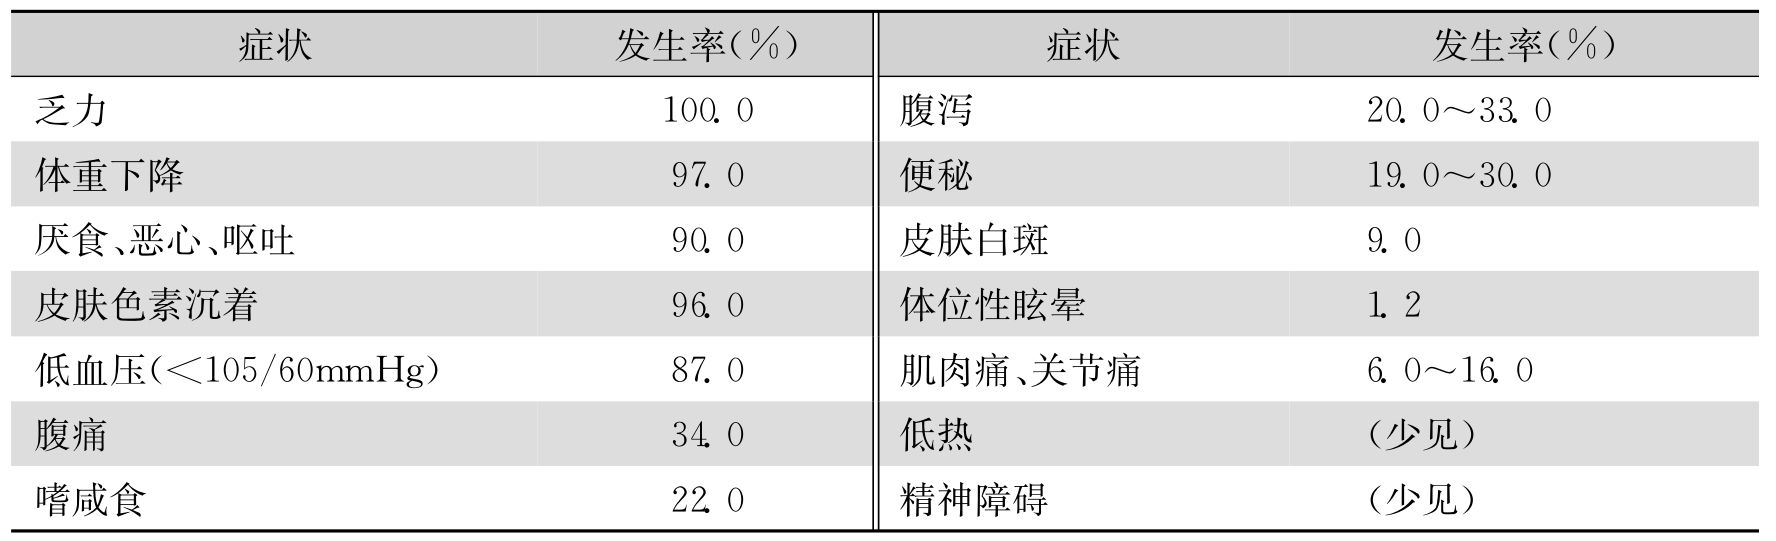 症状 发生率(%) 症状 发生率(%)
乏力 100.0 腹泻 20.0～33.0
体重下降 97.0 便秘 19.0～30.0
厌食、恶心、呕吐 90.0 皮肤白斑 9.0
皮肤色素沉着 96.0 体位性眩晕 1.2
低血压(<105/60mmHg) 87.0 肌肉痛、关节痛 6.0～16.0
腹痛 34.0 低热 (少见)
嗜咸食 22.0 精神障碍 (少见)